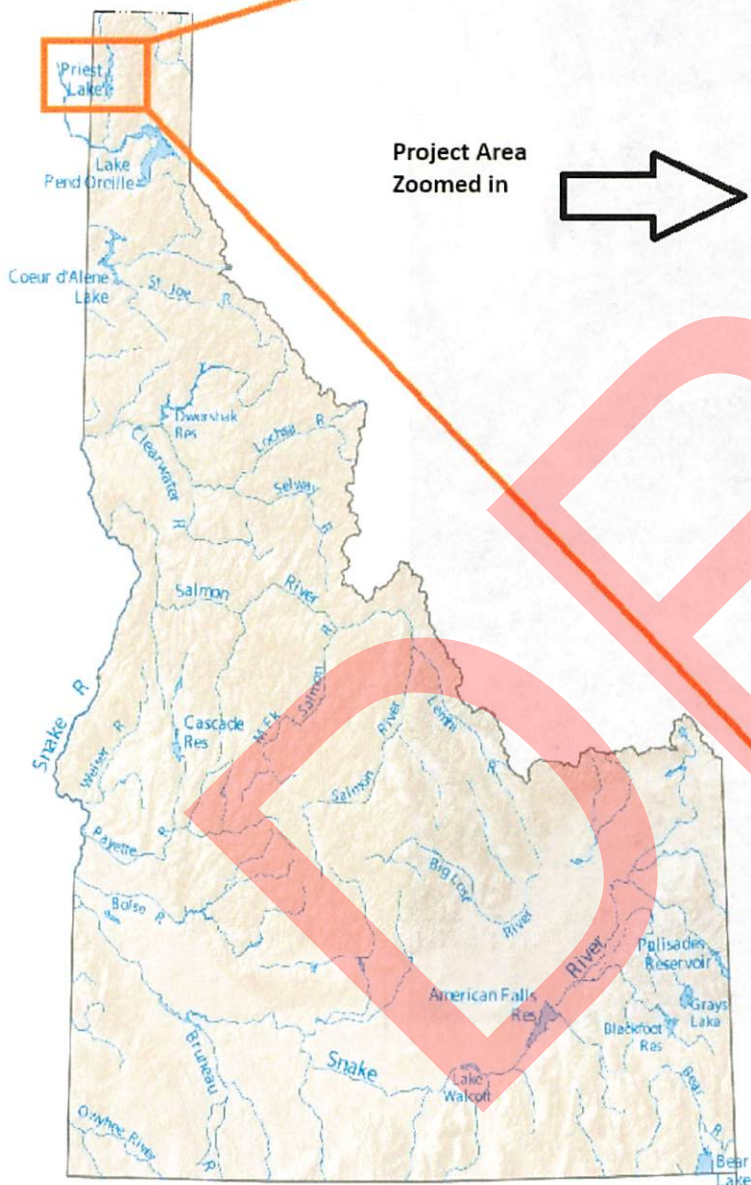 Priest
Lake
Project Area
Zoomed in
Lake
Pend Oreille
Coeur d'Alene
Lake
St Joe R
Dworshak
Res
Lochsa R
Clearwater
R
Selway
R
Salmon River
R
Snake R
Weiser R
Cascade
Res
M Fk Salmon
Salmon River
Lemhi
R
Payette R
Boise R
Big Lost
River
River
Palisades
Reservoir
American Falls
Res
Grays
Lake
Blackfoot
Res
Snake
Lake
Walcott
Bruneau
R
Owyhee River
Bear
R
Bear
Lake
D